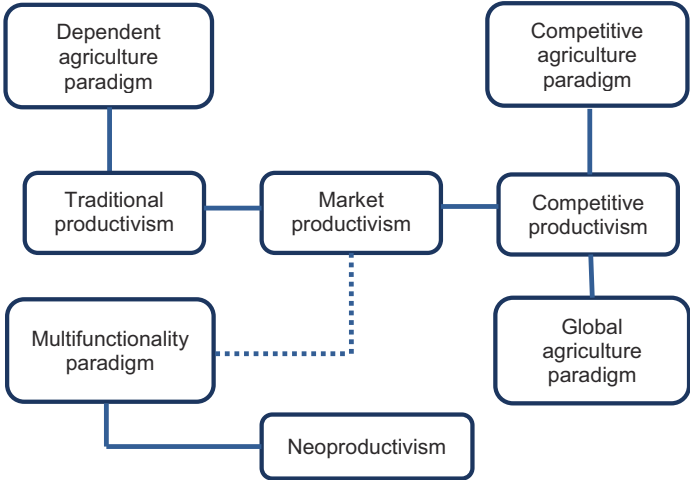 Dependent
agriculture
paradigm
Competitive
agriculture
paradigm
Traditional
productivism
Market
productivism
Competitive
productivism
Multifunctionality
paradigm
Global
agriculture
paradigm
Neoproductivism